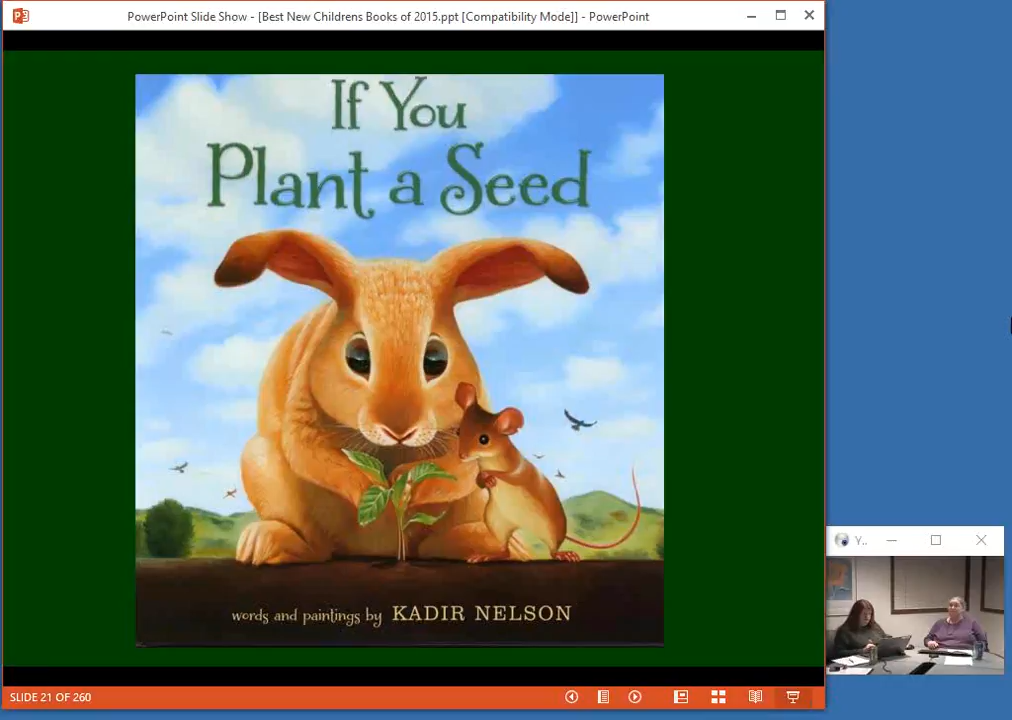 PowerPoint Slide Show - [Best New Childrens Books of 2015.ppt [Compatibility Mode]] - PowerPoint
If You
Plant a Seed
words and paintings by KADIR NELSON
Y..
SLIDE 21 OF 260